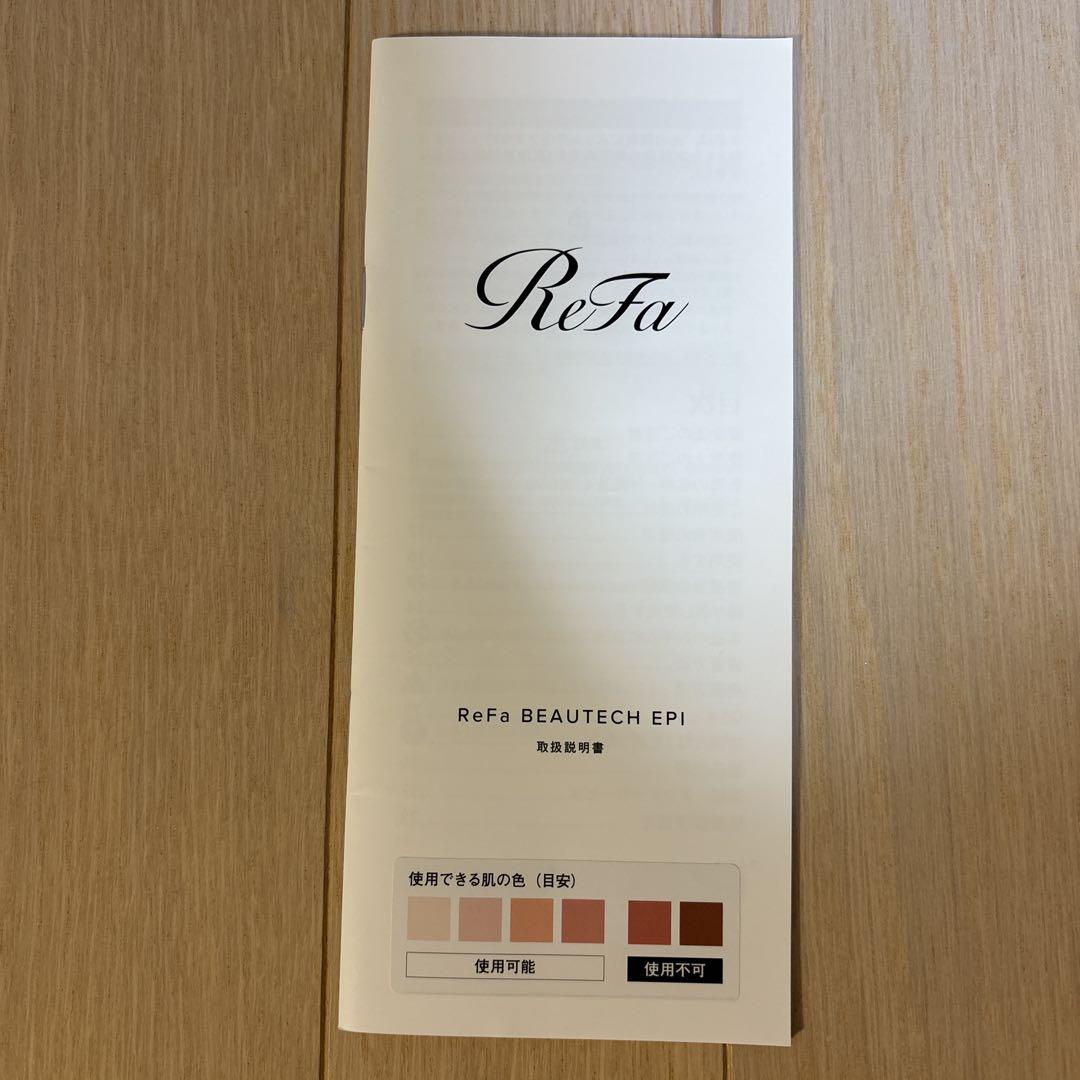 ReFa
ReFa BEAUTECH EPI
取扱説明書
使用できる肌の色（目安）
使用可能
使用不可